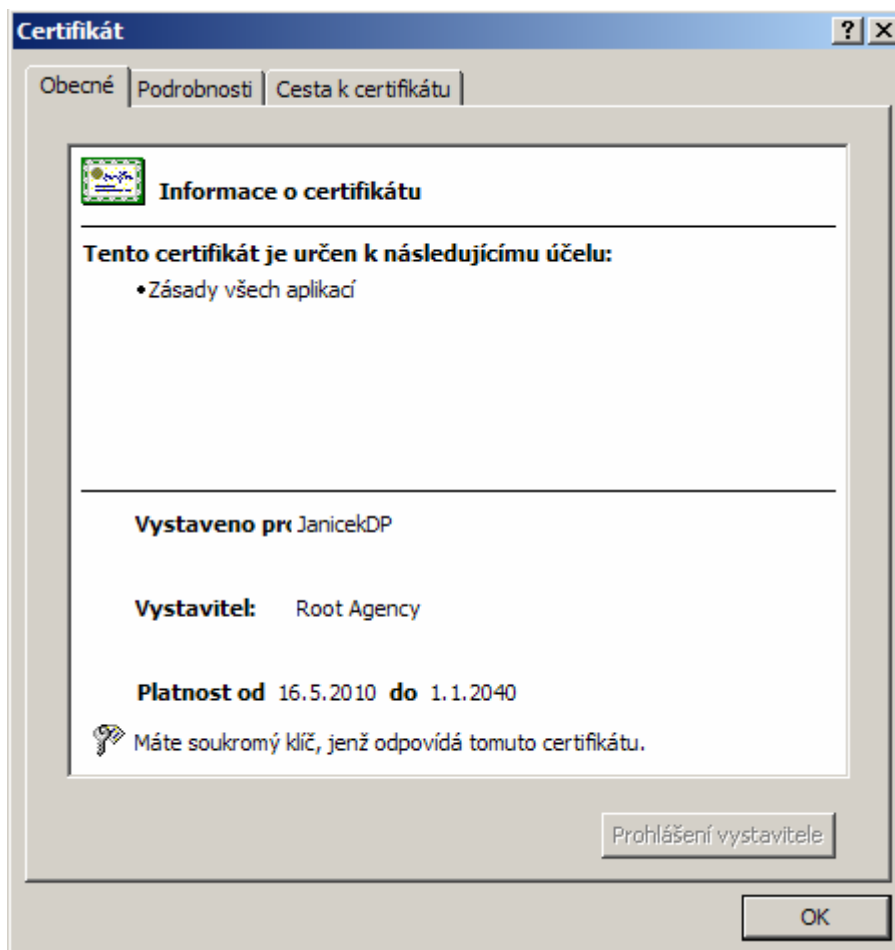 Certifikát
Obecné Podrobnosti Cesta k certifikátu
Informace o certifikátu
Tento certifikát je určen k následujícímu účelu:
•Zásady všech aplikací
Vystaveno pro JanicekDP
Vystavitel: Root Agency
Platnost od 16.5.2010 do 1.1.2040
Máte soukromý klíč, jenž odpovídá tomuto certifikátu.
Prohlášení vystavitele
OK